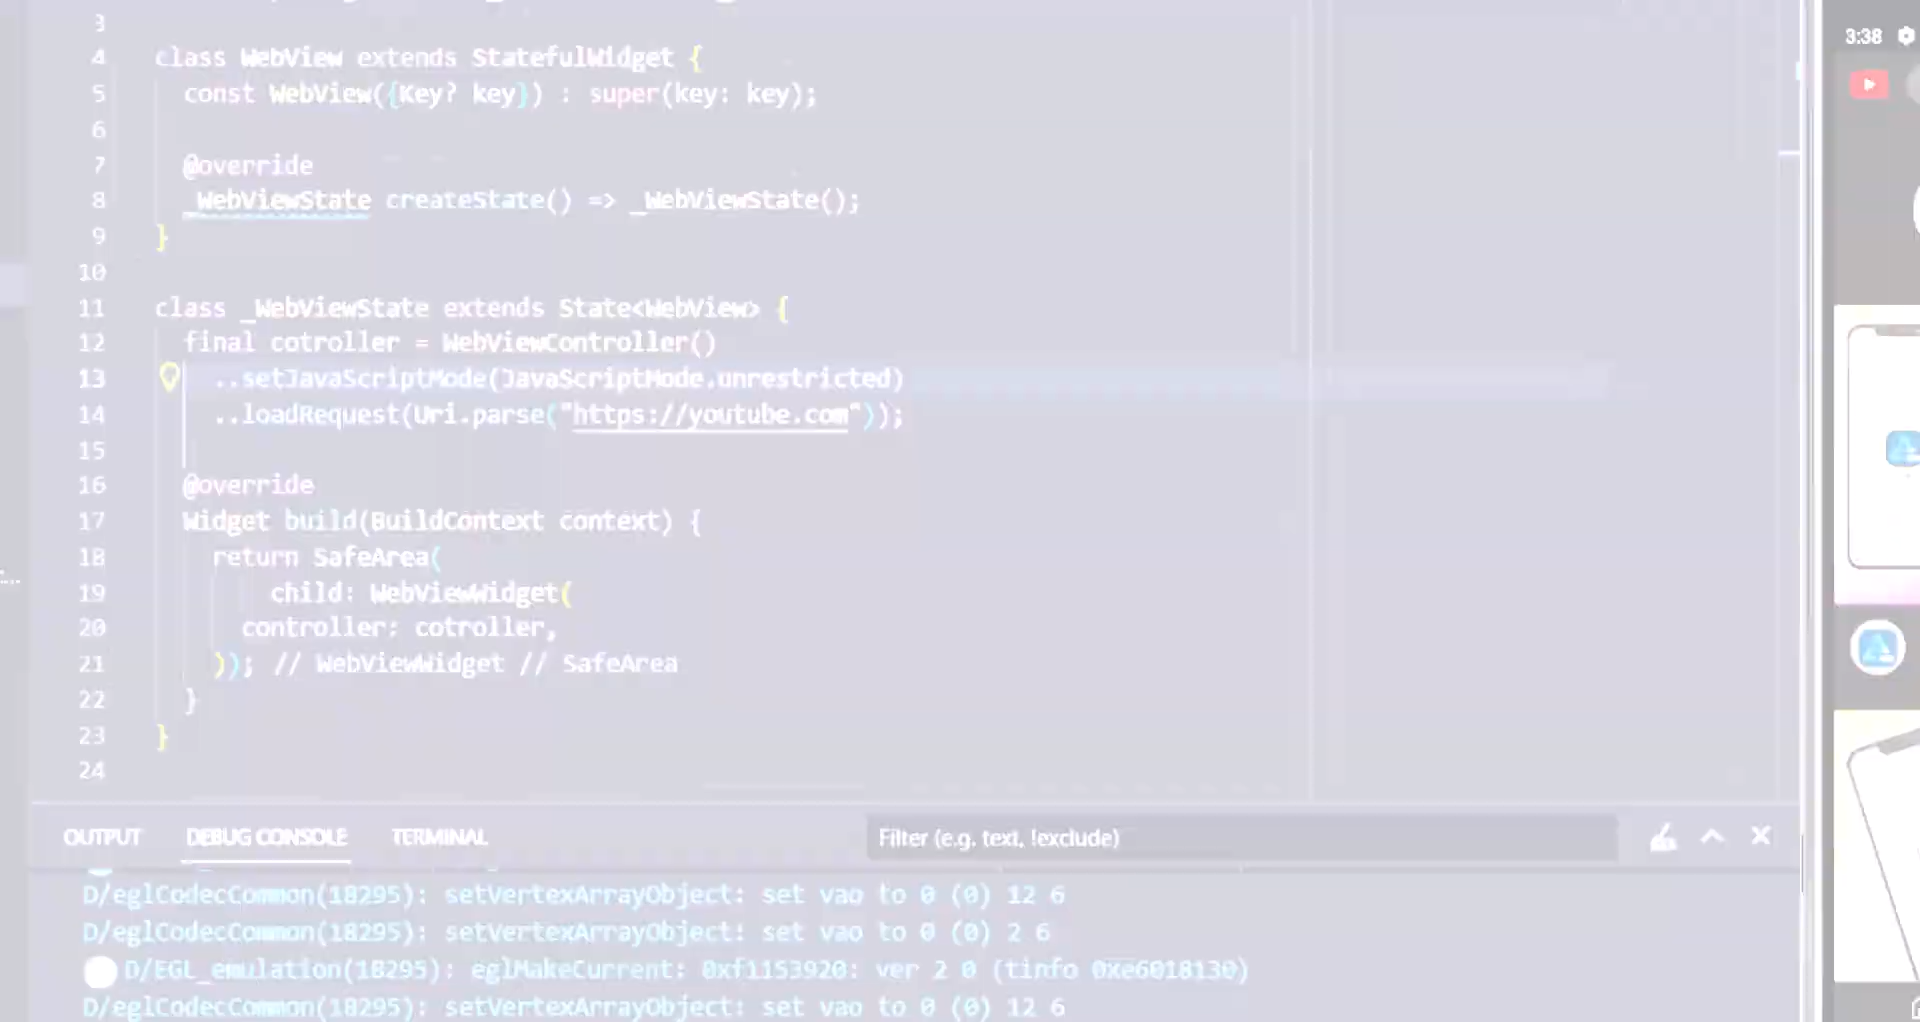 3
4 class WebView extends StatefulWidget {
5 const WebView({Key? key}) : super(key: key);
6
7 @override
8 _WebViewState createState() => _WebViewState();
9 }
10
11 class _WebViewState extends State<WebView> {
12 final cotroller = WebViewController()
13 ..setJavaScriptMode(JavaScriptMode.unrestricted)
14 ..loadRequest(Uri.parse("https://youtube.com"));
15
16 @override
17 Widget build(BuildContext context) {
18 return SafeArea(
19 child: WebViewWidget(
20 controller: cotroller,
21 )); // WebViewWidget // SafeArea
22 }
23 }
24
3:38
OUTPUT DEBUG CONSOLE TERMINAL Filter (e.g. text, !exclude)
D/eglCodecCommon(18295): setVertexArrayObject: set vao to 0 (0) 12 6
D/eglCodecCommon(18295): setVertexArrayObject: set vao to 0 (0) 2 6
D/EGL_emulation(18295): eglMakeCurrent: 0xf1153920: ver 2 0 (tinfo 0xe6018130)
D/eglCodecCommon(18295): setVertexArrayObject: set vao to 0 (0) 12 6